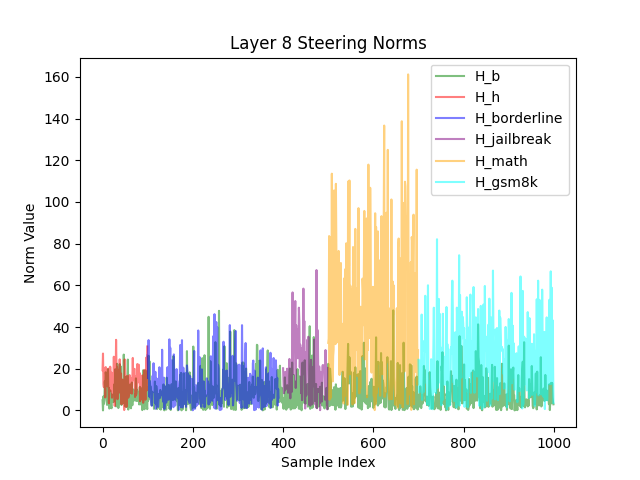 Layer 8 Steering Norms
160
140
120
100
80
60
40
20
0
Norm Value
H_b
H_h
H_borderline
H_jailbreak
H_math
H_gsm8k
0
200
400
600
800
1000
Sample Index